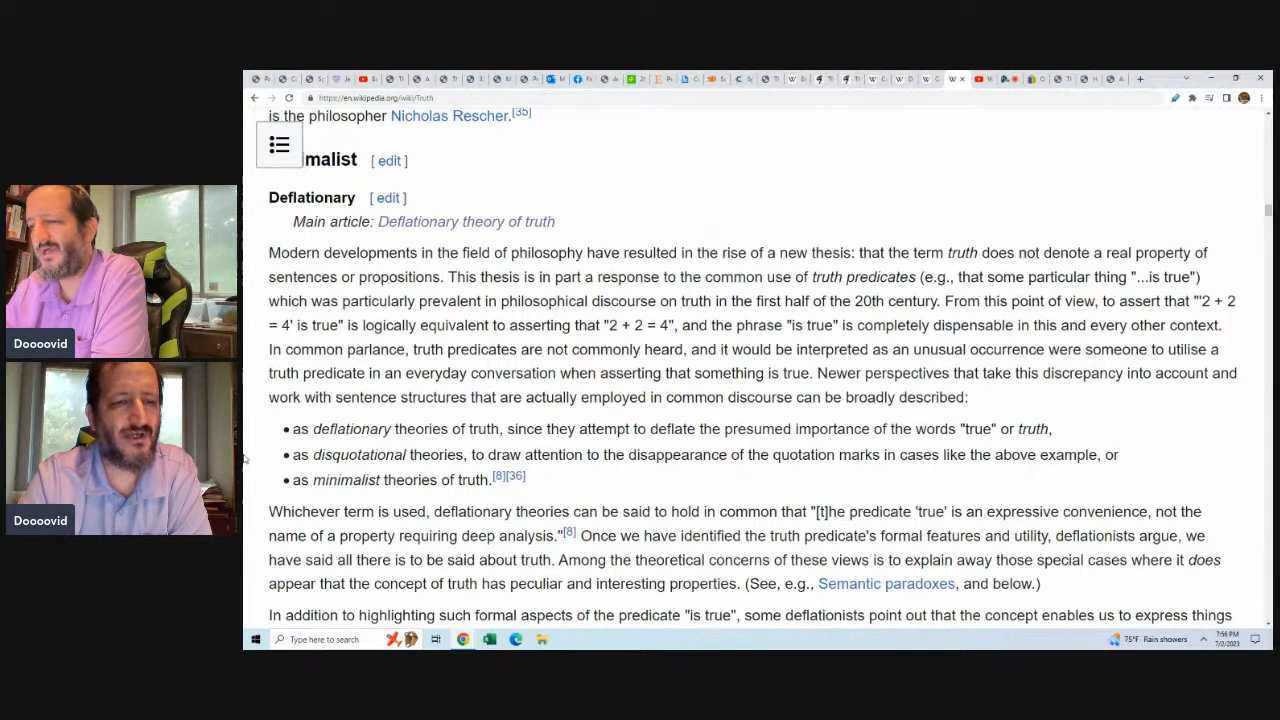 https://en.wikipedia.org/wiki/Truth
is the philosopher Nicholas Rescher.[35]
imalist [ edit ]
Deflationary [ edit ]
Main article: Deflationary theory of truth
Modern developments in the field of philosophy have resulted in the rise of a new thesis: that the term truth does not denote a real property of
sentences or propositions. This thesis is in part a response to the common use of truth predicates (e.g., that some particular thing "...is true")
which was particularly prevalent in philosophical discourse on truth in the first half of the 20th century. From this point of view, to assert that "'2 + 2
= 4' is true" is logically equivalent to asserting that "2 + 2 = 4", and the phrase "is true" is completely dispensable in this and every other context.
In common parlance, truth predicates are not commonly heard, and it would be interpreted as an unusual occurrence were someone to utilise a
truth predicate in an everyday conversation when asserting that something is true. Newer perspectives that take this discrepancy into account and
work with sentence structures that are actually employed in common discourse can be broadly described:
• as deflationary theories of truth, since they attempt to deflate the presumed importance of the words "true" or truth,
• as disquotational theories, to draw attention to the disappearance of the quotation marks in cases like the above example, or
• as minimalist theories of truth.[8][36]
Whichever term is used, deflationary theories can be said to hold in common that "[t]he predicate 'true' is an expressive convenience, not the
name of a property requiring deep analysis."[8] Once we have identified the truth predicate's formal features and utility, deflationists argue, we
have said all there is to be said about truth. Among the theoretical concerns of these views is to explain away those special cases where it does
appear that the concept of truth has peculiar and interesting properties. (See, e.g., Semantic paradoxes, and below.)
In addition to highlighting such formal aspects of the predicate "is true", some deflationists point out that the concept enables us to express things
Doooovid
Doooovid
Type here to search
75°F Rain showers
7:56 PM
7/2/2023